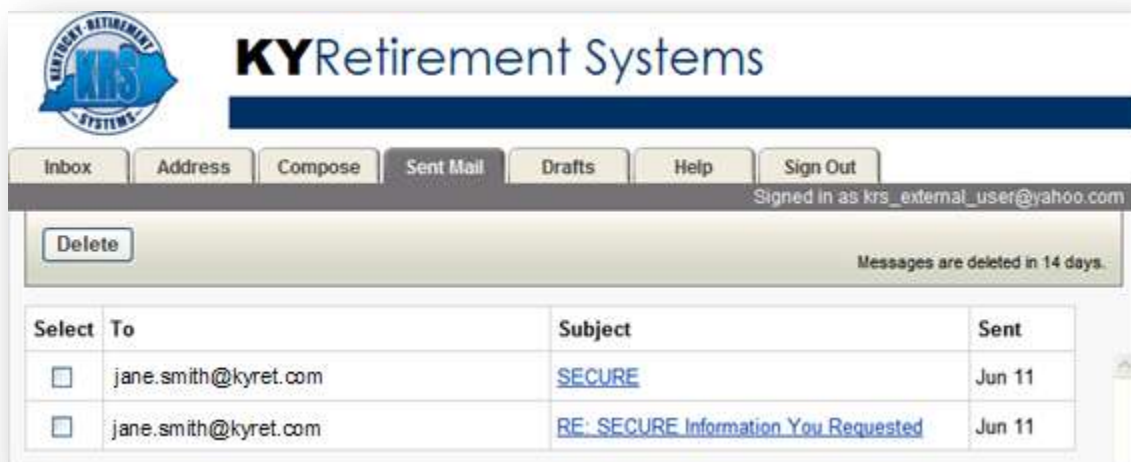 KENTUCKY RETIREMENT
KRS
SYSTEMS
KYRetirement Systems
Inbox Address Compose Sent Mail Drafts Help Sign Out
Signed in as krs_external_user@yahoo.com
Delete
Messages are deleted in 14 days.
Select To Subject Sent
jane.smith@kyret.com SECURE Jun 11
jane.smith@kyret.com RE: SECURE Information You Requested Jun 11